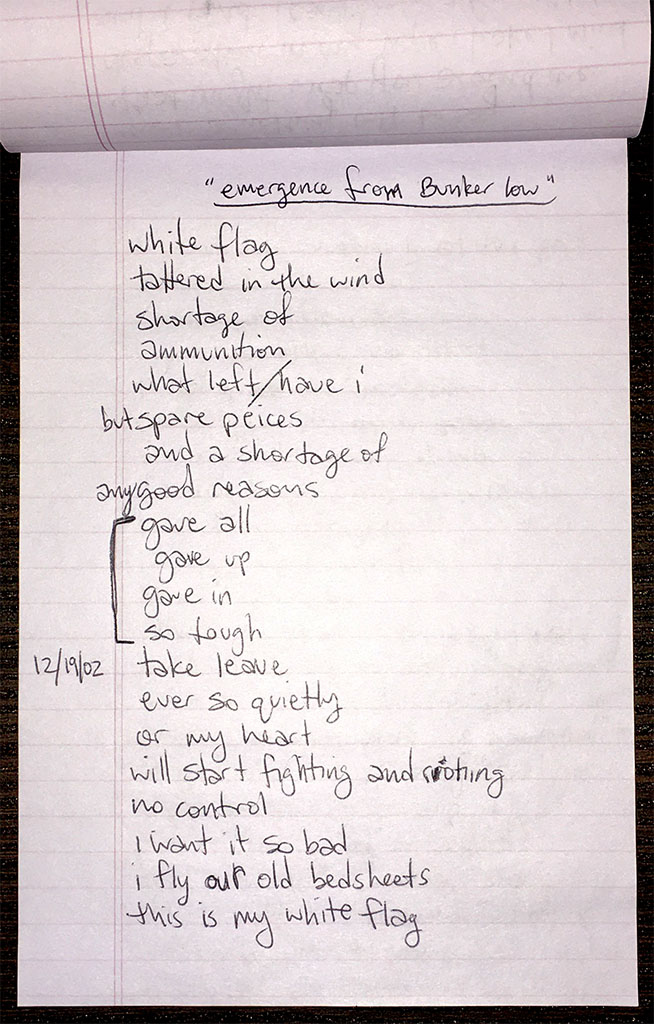 "emergence from Bunker low"
white flag
tattered in the wind
shortage of
ammunition
what left/have i
but spare peices
and a shortage of
any good reasons
gave all
gave up
gave in
so tough
12/19/02 take leave
ever so quietly
or my heart
will start fighting and rioting
no control
i want it so bad
i fly our old bedsheets
this is my white flag